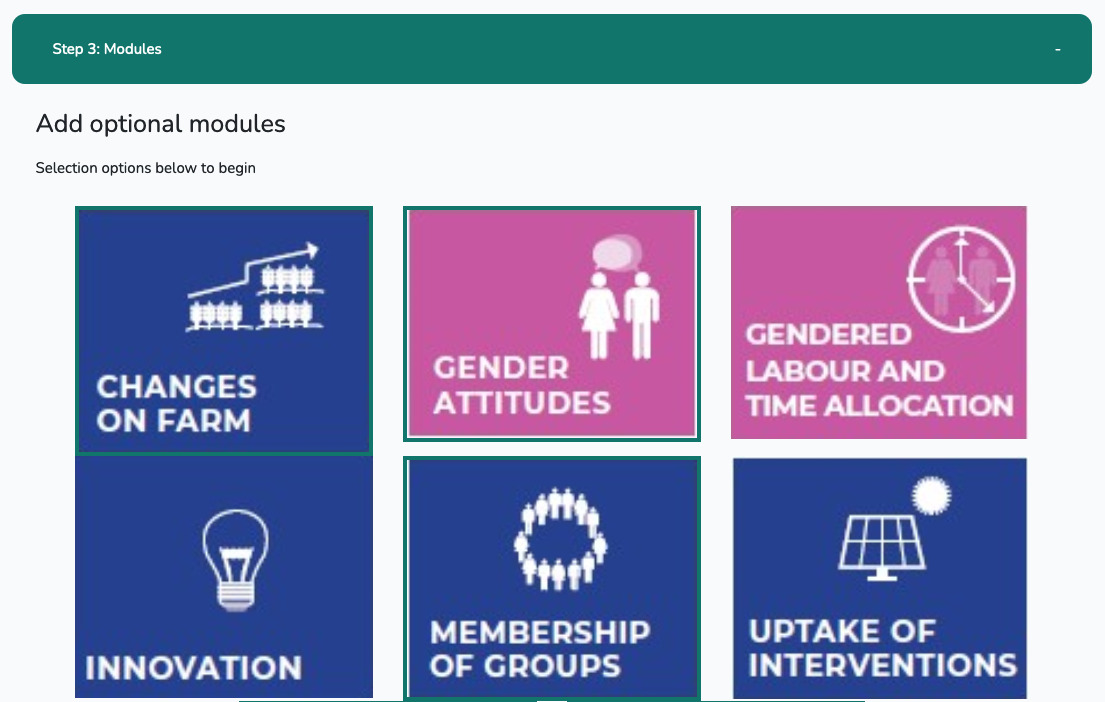 Step 3: Modules
-
Add optional modules
Selection options below to begin
CHANGES
ON FARM
GENDER
ATTITUDES
GENDERED
LABOUR AND
TIME ALLOCATION
INNOVATION
MEMBERSHIP
OF GROUPS
UPTAKE OF
INTERVENTIONS